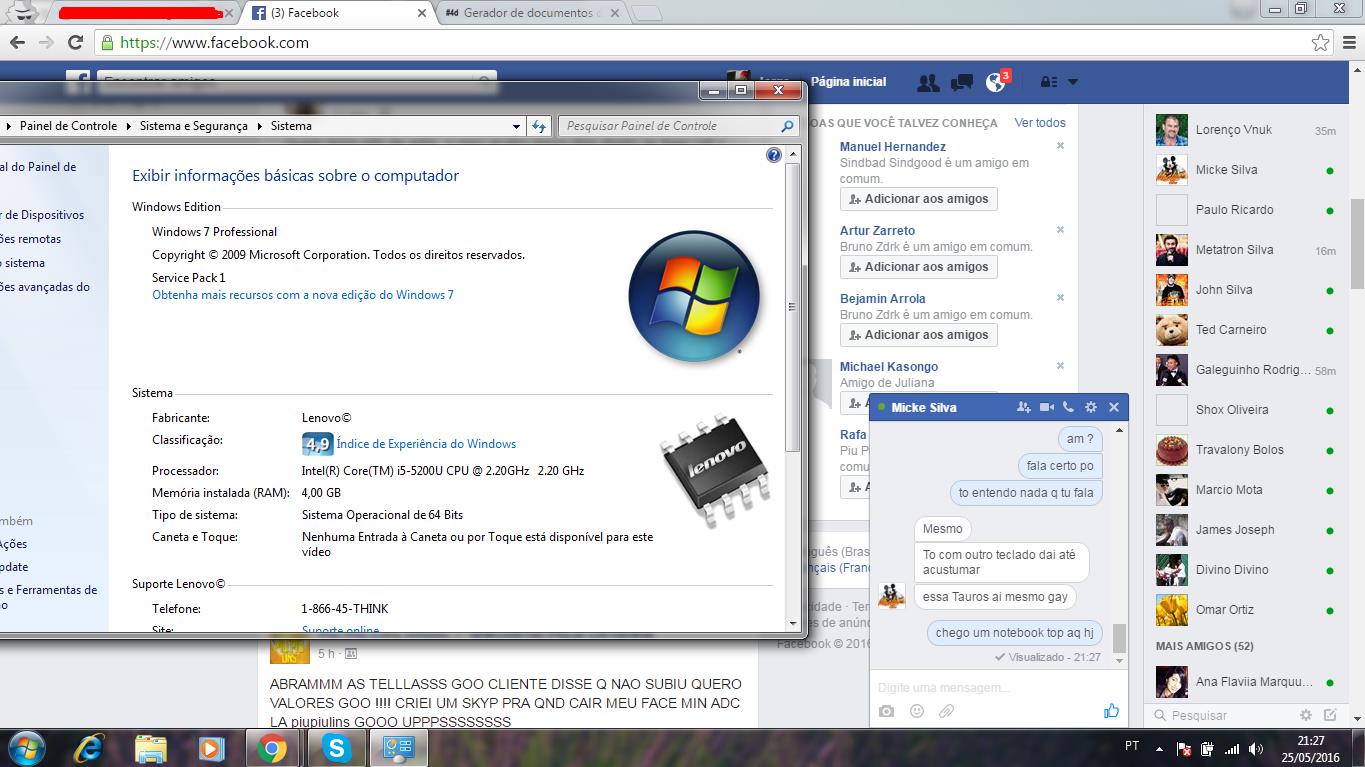 (3) Facebook
#4d Gerador de documentos
https://www.facebook.com
Encontrar amigos
Página inicial
3
Painel de Controle
Sistema e Segurança
Sistema
Pesquisar Painel de Controle
al do Painel de
r de Dispositivos
ões remotas
o sistema
ões avançadas do
ambém
Ações
pdate
s e Ferramentas de
ho
Exibir informações básicas sobre o computador
Windows Edition
Windows 7 Professional
Copyright © 2009 Microsoft Corporation. Todos os direitos reservados.
Service Pack 1
Obtenha mais recursos com a nova edição do Windows 7
Sistema
Fabricante: Lenovo©
Classificação: 4,9 Índice de Experiência do Windows
Processador: Intel(R) Core(TM) i5-5200U CPU @ 2.20GHz 2.20 GHz
Memória instalada (RAM): 4,00 GB
Tipo de sistema: Sistema Operacional de 64 Bits
Caneta e Toque: Nenhuma Entrada à Caneta ou por Toque está disponível para este
vídeo
lenovo
Suporte Lenovo©
Telefone: 1-866-45-THINK
Site: Suporte online
5 h
ABRAMMM AS TELLLASSS GOO CLIENTE DISSE Q NAO SUBIU QUERO
VALORES GOO !!!! CRIEI UM SKYP PRA QND CAIR MEU FACE MIN ADC
LA piupiulins GOOO UPPPSSSSSSSS
OAS QUE VOCÊ TALVEZ CONHEÇA Ver todos
Manuel Hernandez
Sindbad Sindgood é um amigo em
comum.
Adicionar aos amigos
Artur Zarreto
Bruno Zdrk é um amigo em comum.
Adicionar aos amigos
Bejamin Arrola
Bruno Zdrk é um amigo em comum.
Adicionar aos amigos
Michael Kasongo
Amigo de Juliana
Rafa
Piu P
comum
uguês (Bras
nçais (Franc
cidade · Ter
es de anún
Facebook © 2016
Micke Silva
am ?
fala certo po
to entendo nada q tu fala
Mesmo
To com outro teclado dai até
acustumar
essa Tauros ai mesmo gay
chego um notebook top aq hj
Visualizado - 21:27
Digite uma mensagem...
Lorenço Vnuk 35m
Micke Silva
Paulo Ricardo
Metatron Silva 16m
John Silva
Ted Carneiro
Galeguinho Rodrig... 58m
Shox Oliveira
Travalony Bolos
Marcio Mota
James Joseph
Divino Divino
Omar Ortiz
MAIS AMIGOS (52)
Ana Flaviia Marquu...
Pesquisar
PT
21:27
25/05/2016